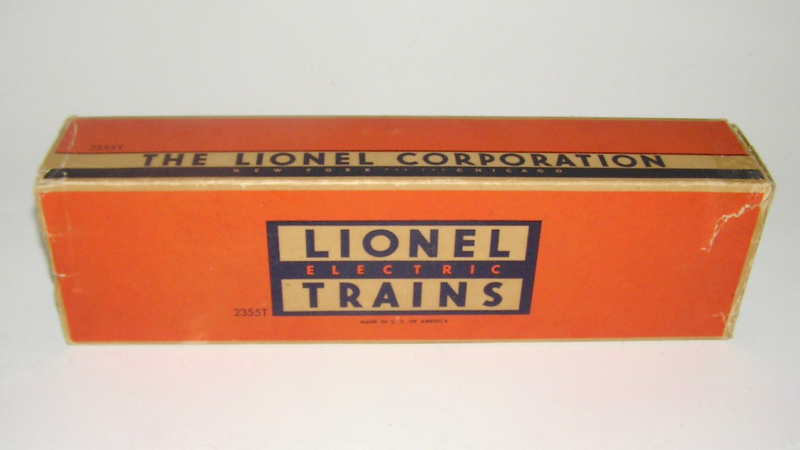 2355T
THE LIONEL CORPORATION
NEW YORK CHICAGO
LIONEL
ELECTRIC
TRAINS
2355T
MADE IN U. S. OF AMERICA